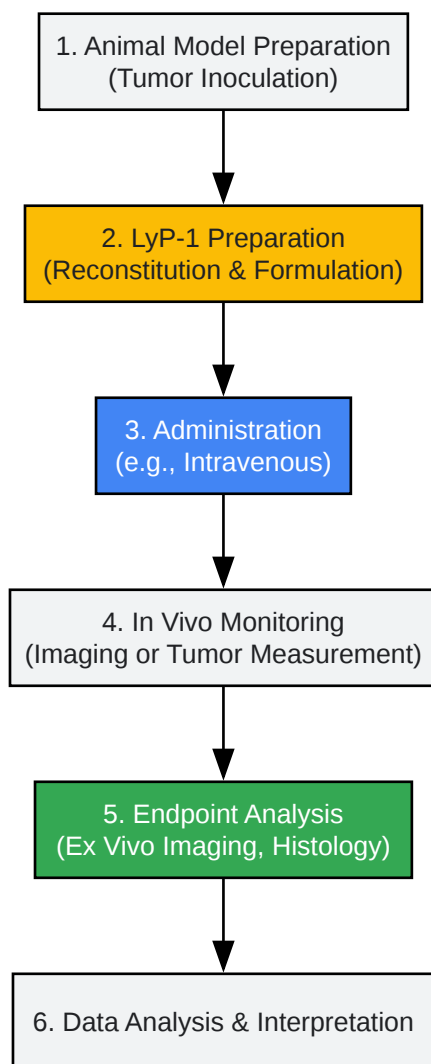 1. Animal Model Preparation
(Tumor Inoculation)
2. LyP-1 Preparation
(Reconstitution & Formulation)
3. Administration
(e.g., Intravenous)
4. In Vivo Monitoring
(Imaging or Tumor Measurement)
5. Endpoint Analysis
(Ex Vivo Imaging, Histology)
6. Data Analysis & Interpretation